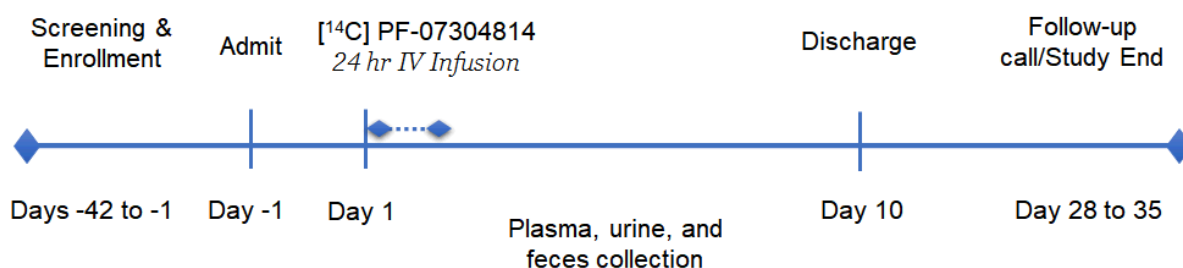 Screening &
Enrollment
Admit
[¹⁴C] PF-07304814
24 hr IV Infusion
Discharge
Follow-up
call/Study End
Days -42 to -1
Day -1
Day 1
Plasma, urine, and
feces collection
Day 10
Day 28 to 35